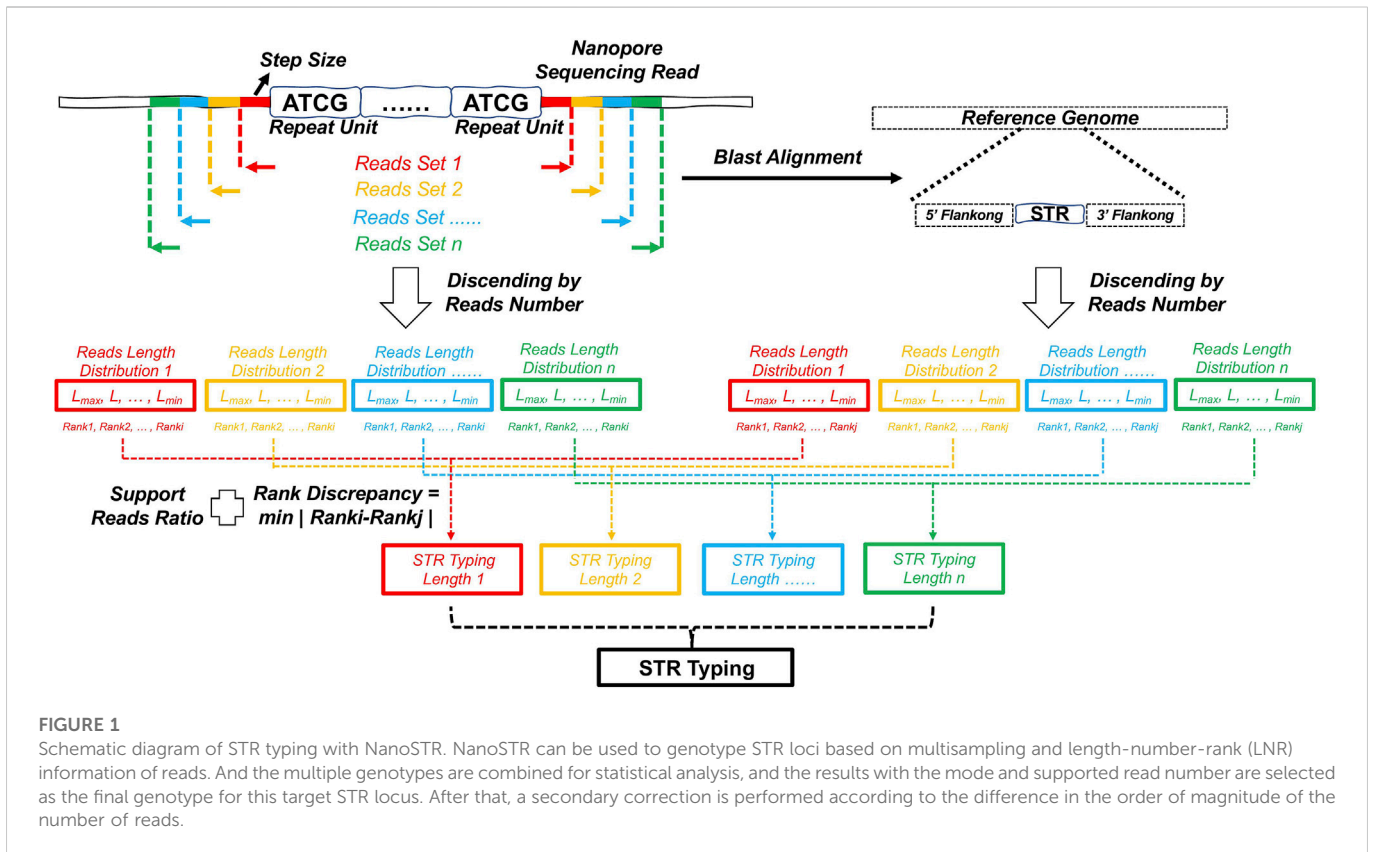 Step Size
Nanopore
Sequencing Read
ATCG
......
ATCG
Repeat Unit
Repeat Unit
Reads Set 1
Reads Set 2
Reads Set ......
Reads Set n
Blast Alignment
Reference Genome
5' Flankong
STR
3' Flankong
Discending by
Reads Number
Discending by
Reads Number
Reads Length
Distribution 1
Reads Length
Distribution 2
Reads Length
Distribution ......
Reads Length
Distribution n
Reads Length
Distribution 1
Reads Length
Distribution 2
Reads Length
Distribution ......
Reads Length
Distribution n
Lmax, L, ... , Lmin
Lmax, L, ... , Lmin
Lmax, L, ... , Lmin
Lmax, L, ... , Lmin
Lmax, L, ... , Lmin
Lmax, L, ... , Lmin
Lmax, L, ... , Lmin
Lmax, L, ... , Lmin
Rank1, Rank2, ... , Ranki
Rank1, Rank2, ... , Ranki
Rank1, Rank2, ... , Ranki
Rank1, Rank2, ... , Ranki
Rank1, Rank2, ... , Rankj
Rank1, Rank2, ... , Rankj
Rank1, Rank2, ... , Rankj
Rank1, Rank2, ... , Rankj
Support
Reads Ratio
Rank Discrepancy =
min | Ranki-Rankj |
STR Typing
Length 1
STR Typing
Length 2
STR Typing
Length ......
STR Typing
Length n
STR Typing
FIGURE 1
Schematic diagram of STR typing with NanoSTR. NanoSTR can be used to genotype STR loci based on multisampling and length-number-rank (LNR)
information of reads. And the multiple genotypes are combined for statistical analysis, and the results with the mode and supported read number are selected
as the final genotype for this target STR locus. After that, a secondary correction is performed according to the difference in the order of magnitude of the
number of reads.